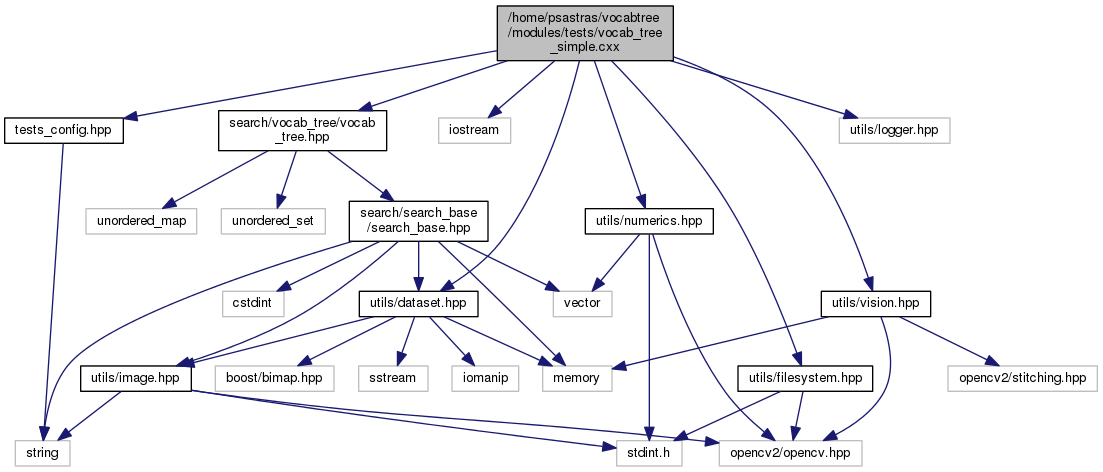 /home/psastras/vocabtree
/modules/tests/vocab_tree
_simple.cxx
tests_config.hpp
search/vocab_tree/vocab
_tree.hpp
iostream
utils/logger.hpp
unordered_map
unordered_set
search/search_base
/search_base.hpp
utils/numerics.hpp
cstdint
utils/dataset.hpp
vector
utils/vision.hpp
utils/image.hpp
boost/bimap.hpp
sstream
iomanip
memory
utils/filesystem.hpp
opencv2/stitching.hpp
string
stdint.h
opencv2/opencv.hpp